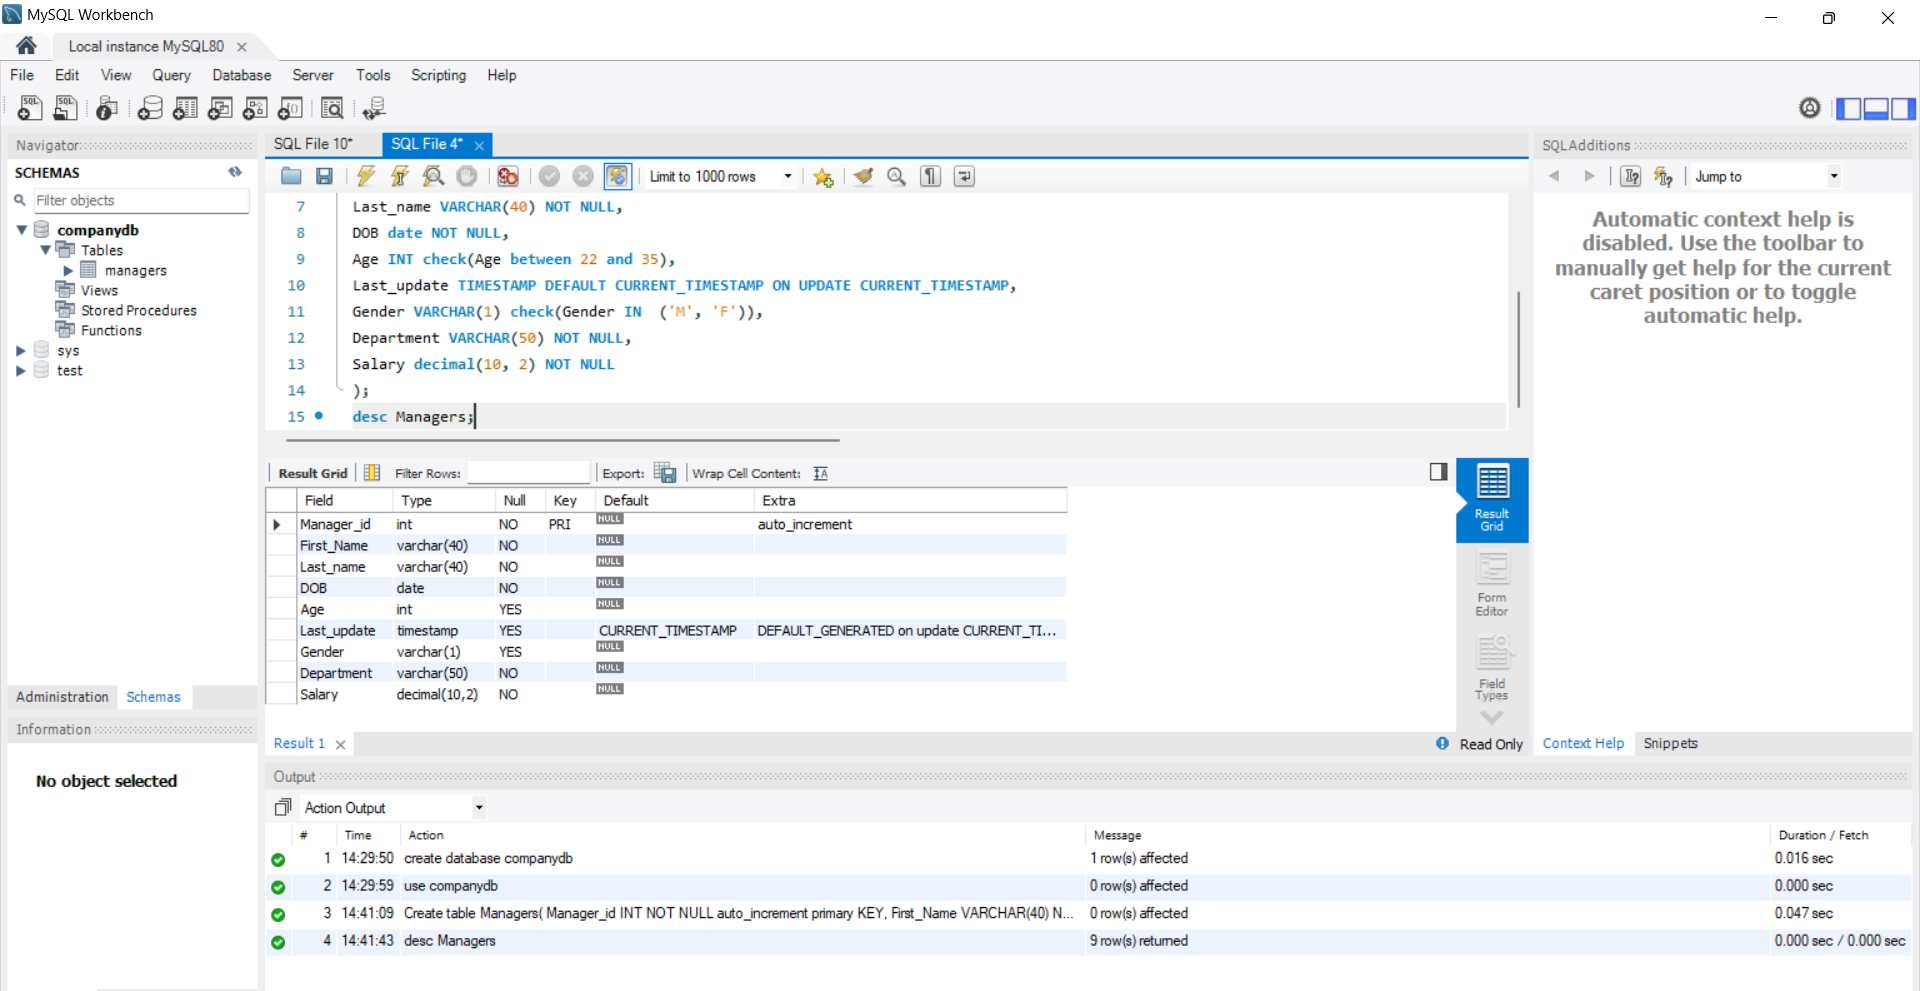 MySQL Workbench
Local instance MySQL80
File Edit View Query Database Server Tools Scripting Help
Navigator
SCHEMAS
Filter objects
companydb
Tables
managers
Views
Stored Procedures
Functions
sys
test
Administration Schemas
Information
No object selected
SQL File 10* SQL File 4*
Limit to 1000 rows
7 Last_name VARCHAR(40) NOT NULL,
8 DOB date NOT NULL,
9 Age INT check(Age between 22 and 35),
10 Last_update TIMESTAMP DEFAULT CURRENT_TIMESTAMP ON UPDATE CURRENT_TIMESTAMP,
11 Gender VARCHAR(1) check(Gender IN ('M', 'F')),
12 Department VARCHAR(50) NOT NULL,
13 Salary decimal(10, 2) NOT NULL
14 );
15 desc Managers;
Result Grid Filter Rows: Export: Wrap Cell Content:
Field Type Null Key Default Extra
Manager_id int NO PRI NULL auto_increment
First_Name varchar(40) NO NULL
Last_name varchar(40) NO NULL
DOB date NO NULL
Age int YES NULL
Last_update timestamp YES CURRENT_TIMESTAMP DEFAULT_GENERATED on update CURRENT_TI...
Gender varchar(1) YES NULL
Department varchar(50) NO NULL
Salary decimal(10,2) NO NULL
Result
Grid
Form
Editor
Field
Types
Result 1
Read Only
SQLAdditions
Jump to
Automatic context help is
disabled. Use the toolbar to
manually get help for the current
caret position or to toggle
automatic help.
Context Help Snippets
Output
Action Output
# Time Action Message Duration / Fetch
1 14:29:50 create database companydb 1 row(s) affected 0.016 sec
2 14:29:59 use companydb 0 row(s) affected 0.000 sec
3 14:41:09 Create table Managers( Manager_id INT NOT NULL auto_increment primary KEY, First_Name VARCHAR(40) N... 0 row(s) affected 0.047 sec
4 14:41:43 desc Managers 9 row(s) returned 0.000 sec / 0.000 sec